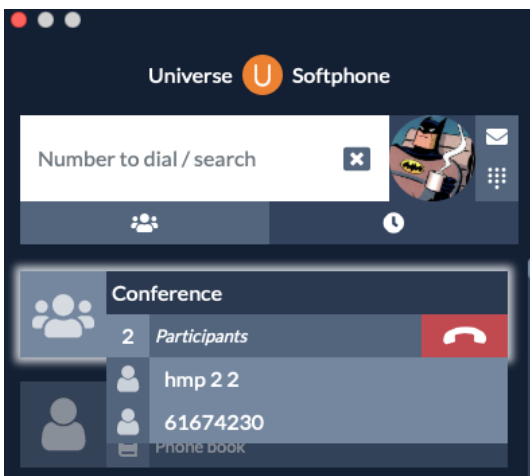 Universe U Softphone
Number to dial / search
Conference
2 Participants
hmp 2 2
61674230
Phone book